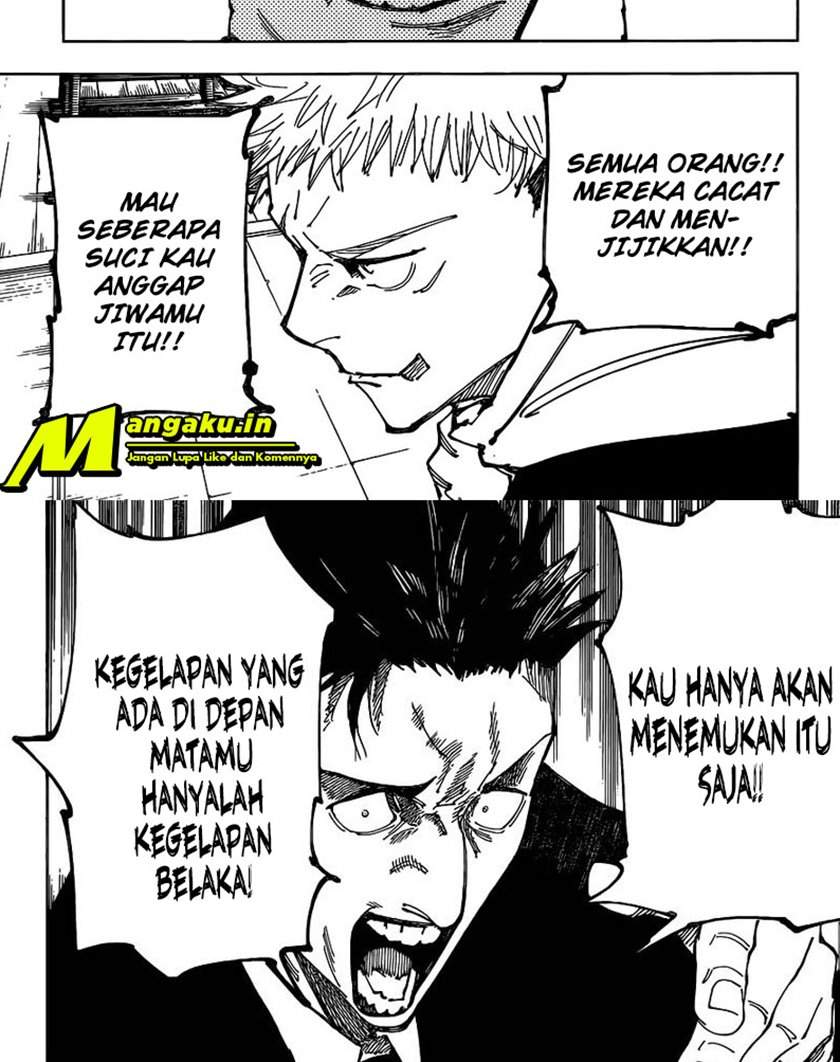 SEMUA ORANG!!
MEREKA CACAT
DAN MEN-
JIJIKKAN!!
MAU
SEBERAPA
SUCI KAU
ANGGAP
JIWAMU
ITU!!
Mangaku.in
Jangan Lupa Like dan Komennya
KAU HANYA AKAN
MENEMUKAN ITU
SAJA!!
KEGELAPAN YANG
ADA DI DEPAN
MATAMU
HANYALAH
KEGELAPAN
BELAKA!